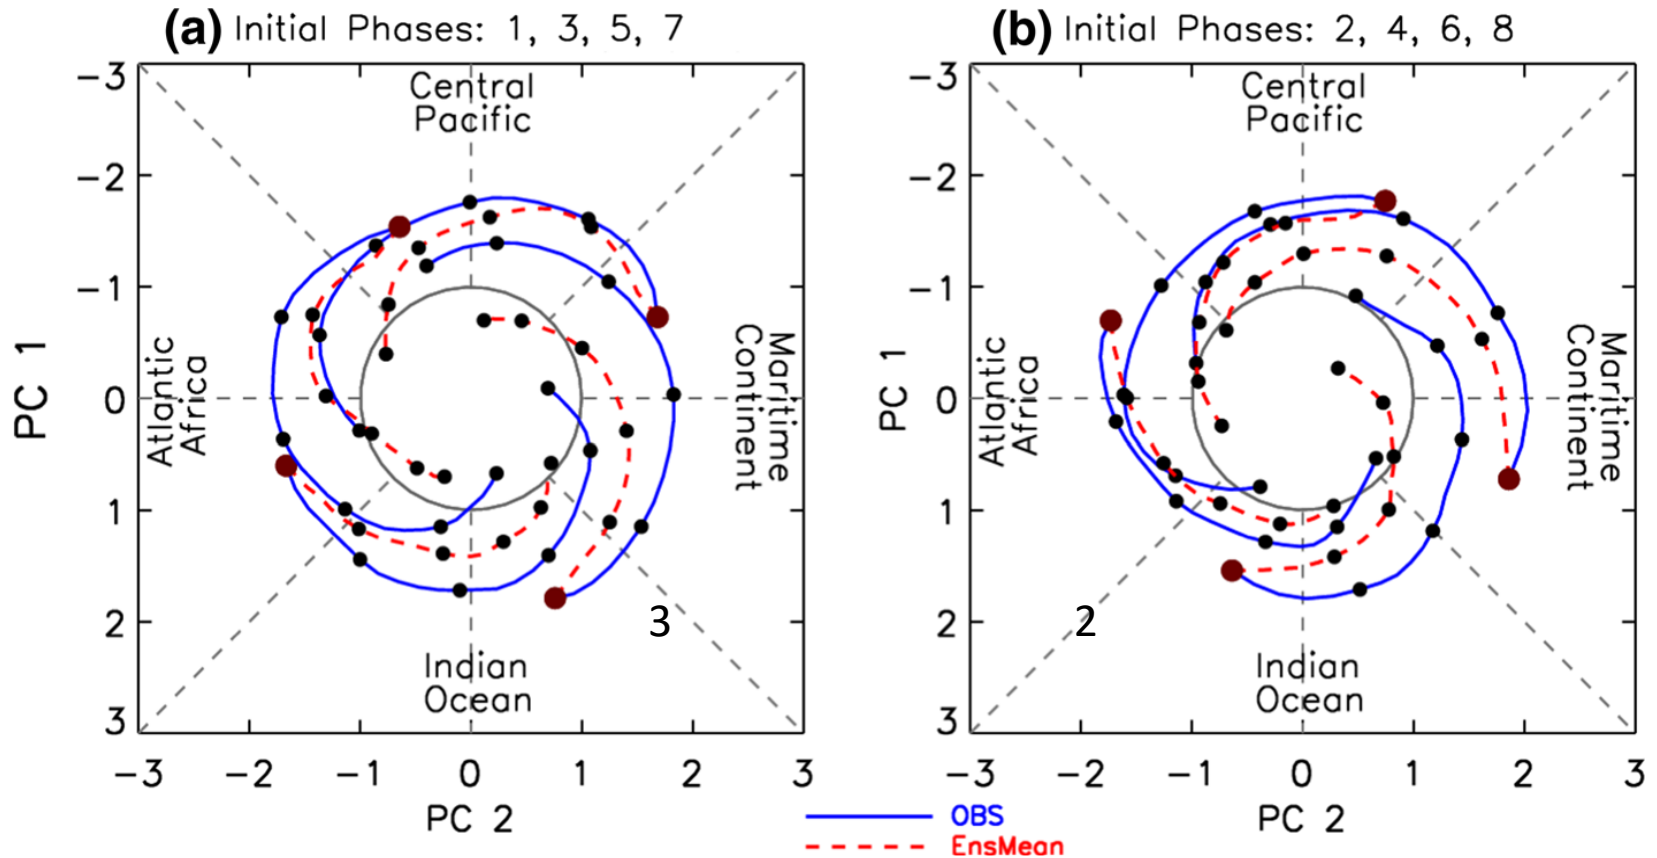 (a) Initial Phases: 1, 3, 5, 7
(b) Initial Phases: 2, 4, 6, 8
−3
−2
−1
0
1
2
3
PC 1
Central
Pacific
Atlantic
Africa
Maritime
Continent
Indian
Ocean
3
−3
−2
−1
0
1
2
3
PC 2
−3
−2
−1
0
1
2
3
PC 1
Central
Pacific
Atlantic
Africa
Maritime
Continent
Indian
Ocean
2
−3
−2
−1
0
1
2
3
PC 2
OBS
EnsMean